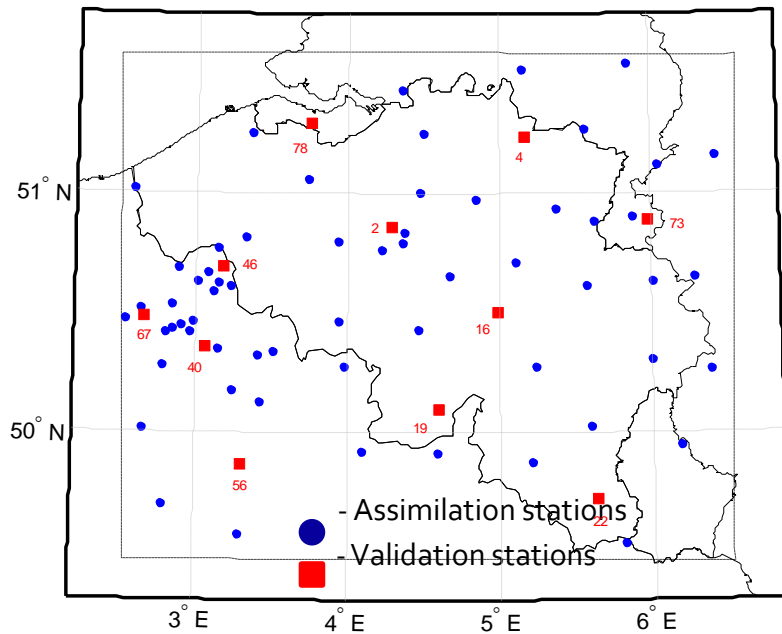 78
4
51° N
2
73
46
67
16
40
50° N
19
56
22
- Assimilation stations
- Validation stations
3° E
4° E
5° E
6° E